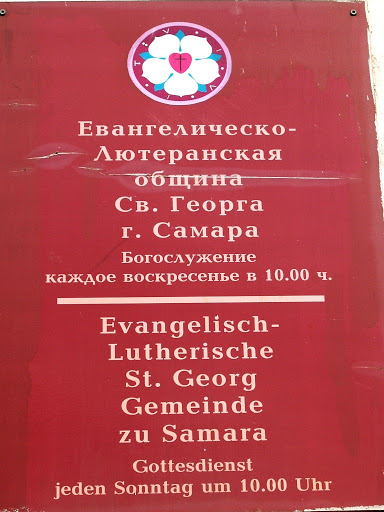 Евангелическо-
Лютеранская
община
Св. Георга
г. Самара
Богослужение
каждое воскресенье в 10.00 ч.
Evangelisch-
Lutherische
St. Georg
Gemeinde
zu Samara
Gottesdienst
jeden Sonntag um 10.00 Uhr